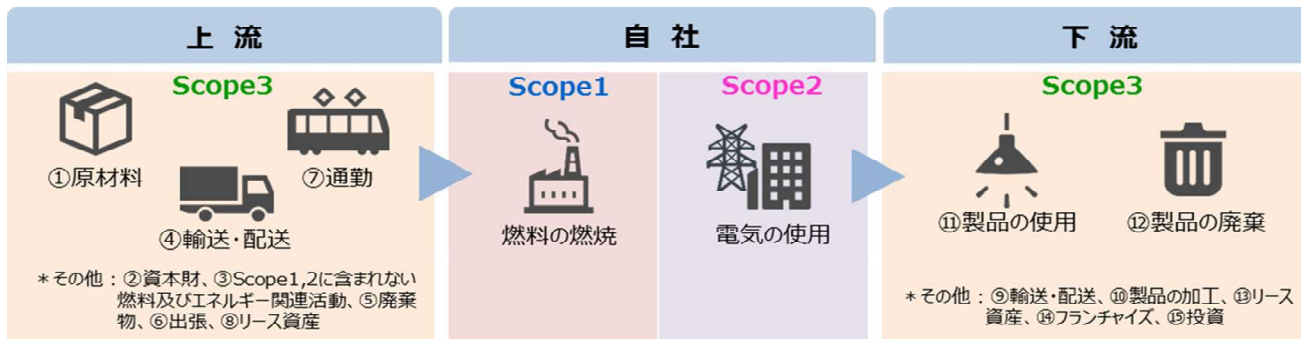 上 流
Scope3
①原材料
⑦通勤
④輸送・配送
＊その他：②資本財、③Scope1,2に含まれない
燃料及びエネルギー関連活動、⑤廃棄
物、⑥出張、⑧リース資産
自 社
Scope1
燃料の燃焼
Scope2
電気の使用
下 流
Scope3
⑪製品の使用
⑫製品の廃棄
＊その他：⑨輸送・配送、⑩製品の加工、⑬リース
資産、⑭フランチャイズ、⑮投資